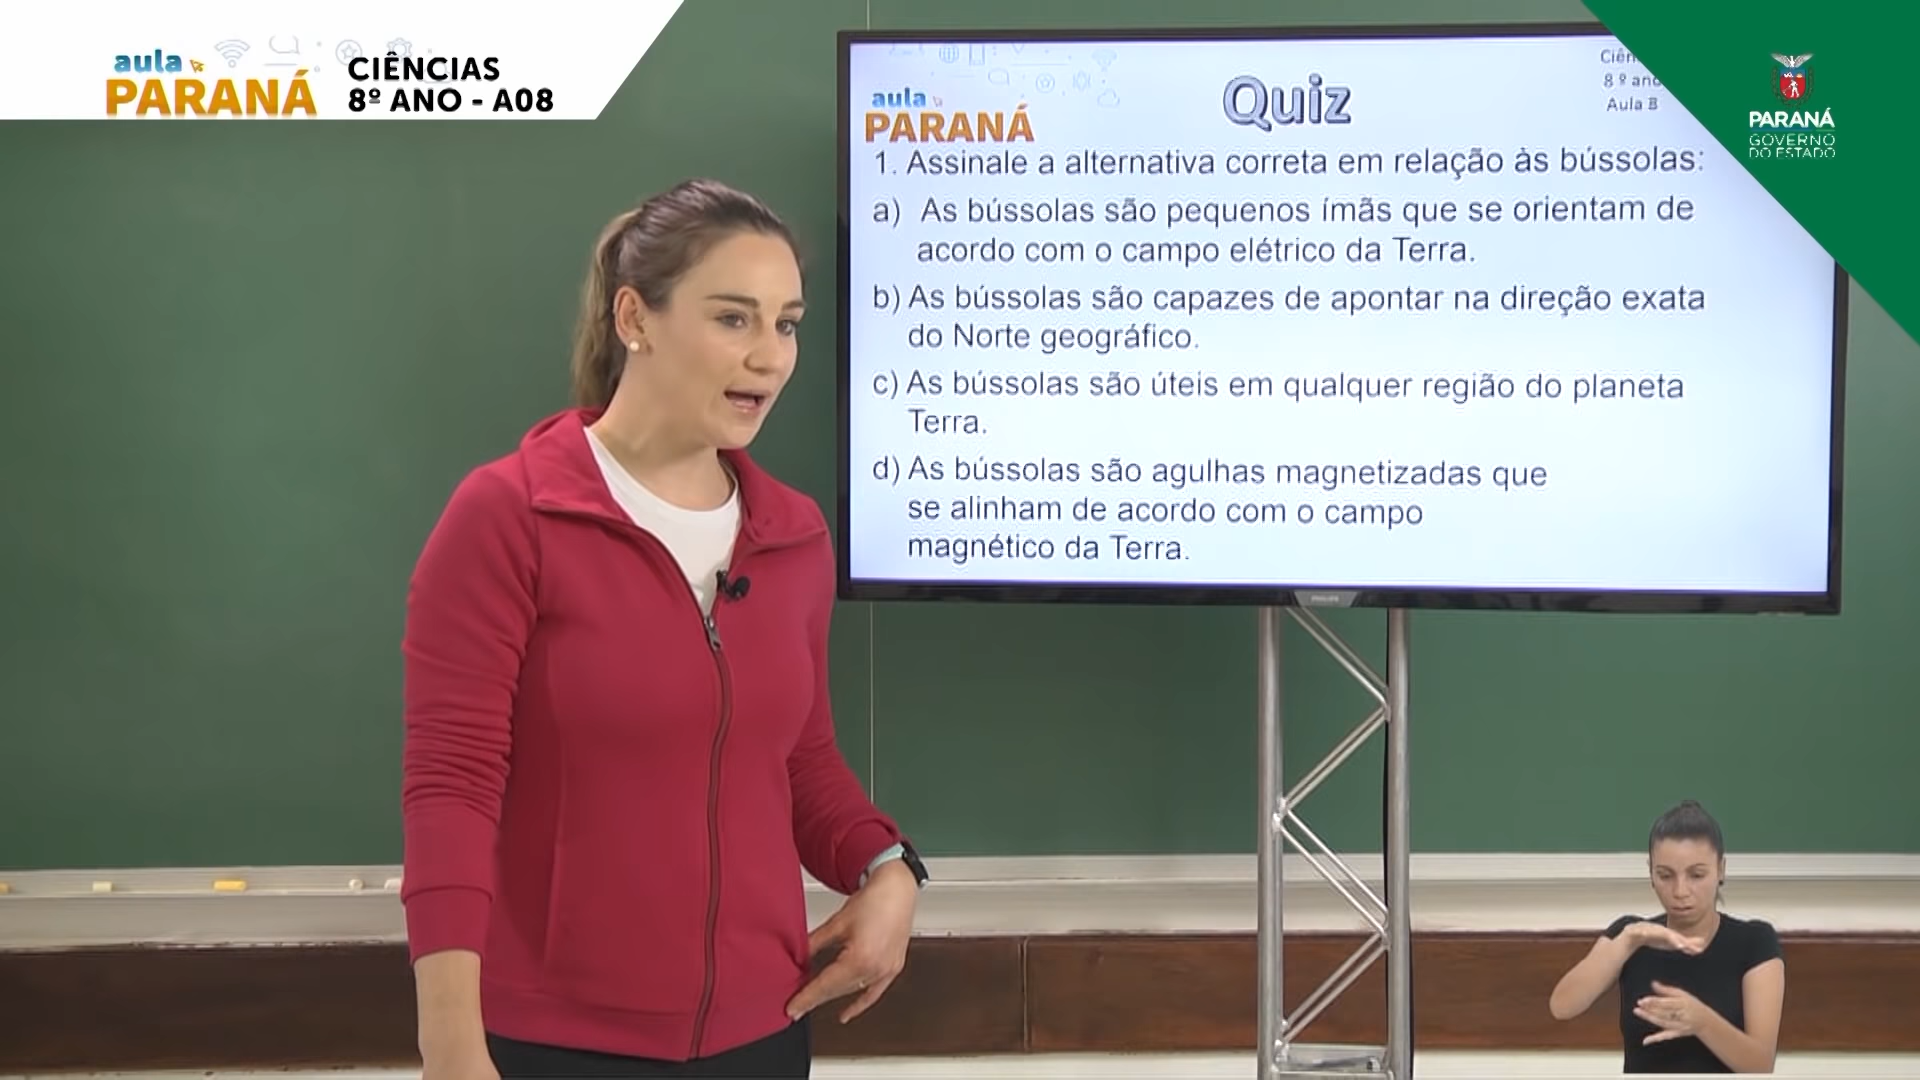 aula
PARANÁ
CIÊNCIAS
8º ANO - A08
aula
PARANÁ
Quiz
8 º ano
Aula 8
1. Assinale a alternativa correta em relação às bússolas:
a) As bússolas são pequenos ímãs que se orientam de
acordo com o campo elétrico da Terra.
b) As bússolas são capazes de apontar na direção exata
do Norte geográfico.
c) As bússolas são úteis em qualquer região do planeta
Terra.
d) As bússolas são agulhas magnetizadas que
se alinham de acordo com o campo
magnético da Terra.
PHILIPS
PARANÁ
GOVERNO
DO ESTADO